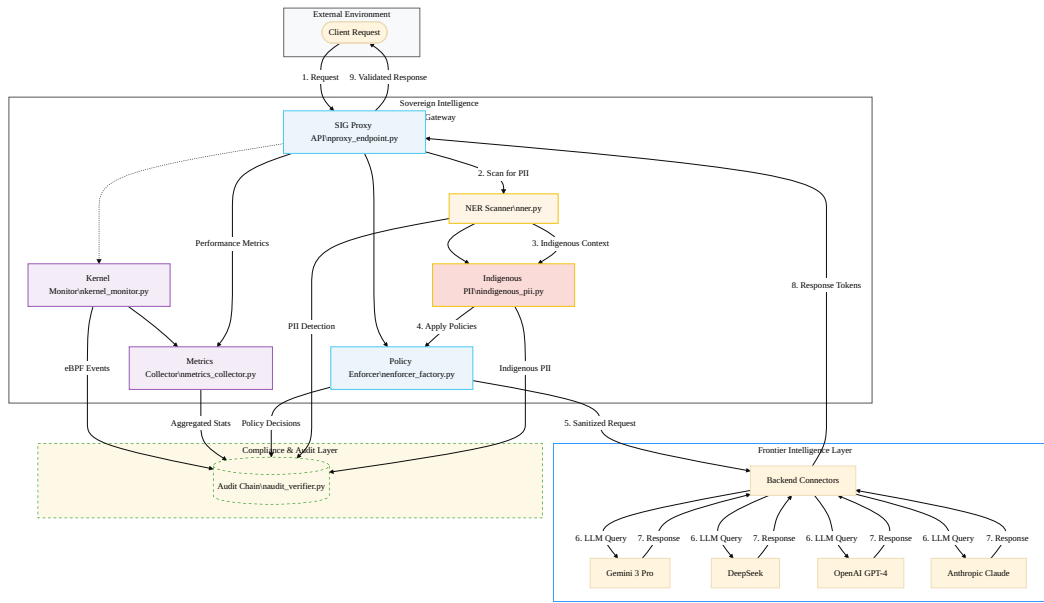 External Environment
Client Request
1. Request
9. Validated Response
Sovereign Intelligence
Gateway
SIG Proxy
API\nproxy_endpoint.py
2. Scan for PII
NER Scanner\nner.py
Performance Metrics
3. Indigenous Context
Kernel
Monitor\nkernel_monitor.py
Indigenous
PII\nindigenous_pii.py
8. Response Tokens
PII Detection
4. Apply Policies
Metrics
Collector\nmetrics_collector.py
Policy
Enforcer\nenforcer_factory.py
eBPF Events
Indigenous PII
Aggregated Stats
Policy Decisions
5. Sanitized Request
Compliance & Audit Layer
Audit Chain\naudit_verifier.py
Frontier Intelligence Layer
Backend Connectors
6. LLM Query
7. Response
6. LLM Query
7. Response
6. LLM Query
7. Response
6. LLM Query
7. Response
Gemini 3 Pro
DeepSeek
OpenAI GPT-4
Anthropic Claude